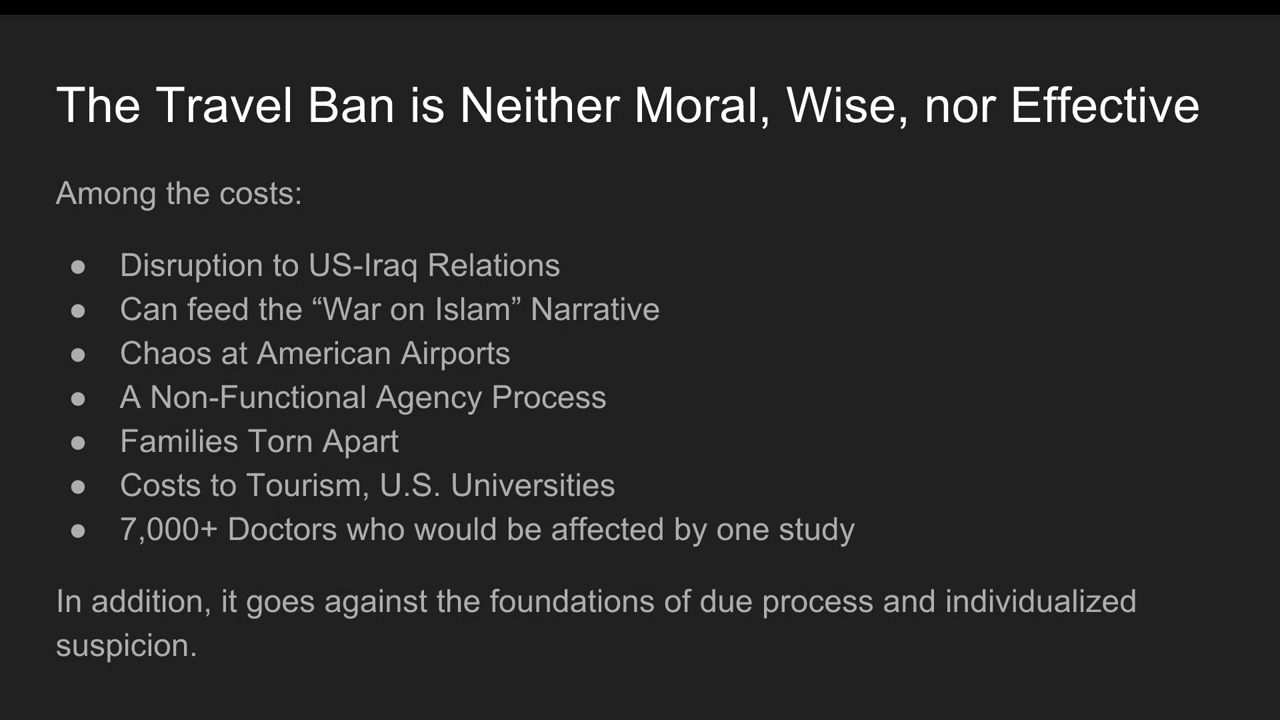 The Travel Ban is Neither Moral, Wise, nor Effective
Among the costs:
● Disruption to US-Iraq Relations
● Can feed the “War on Islam” Narrative
● Chaos at American Airports
● A Non-Functional Agency Process
● Families Torn Apart
● Costs to Tourism, U.S. Universities
● 7,000+ Doctors who would be affected by one study
In addition, it goes against the foundations of due process and individualized
suspicion.